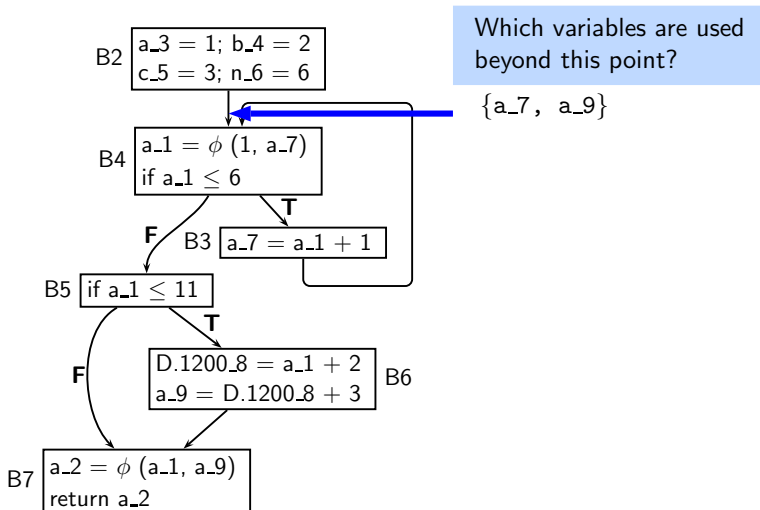 Which variables are used
beyond this point?
{a_7, a_9}
B2
a_3 = 1; b_4 = 2
c_5 = 3; n_6 = 6
B4
a_1 = ϕ (1, a_7)
if a_1 ≤ 6
F
T
B3
a_7 = a_1 + 1
B5
if a_1 ≤ 11
F
T
D.1200_8 = a_1 + 2
a_9 = D.1200_8 + 3
B6
B7
a_2 = ϕ (a_1, a_9)
return a_2